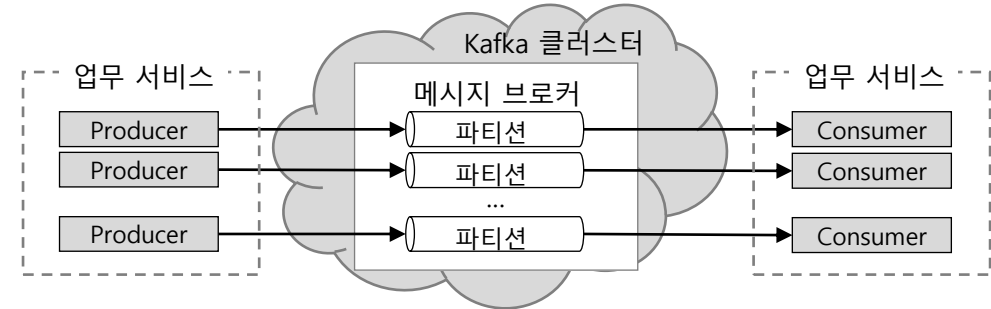 Kafka 클러스터
업무 서비스
메시지 브로커
업무 서비스
Producer
파티션
Consumer
Producer
파티션
Consumer
...
Producer
파티션
Consumer